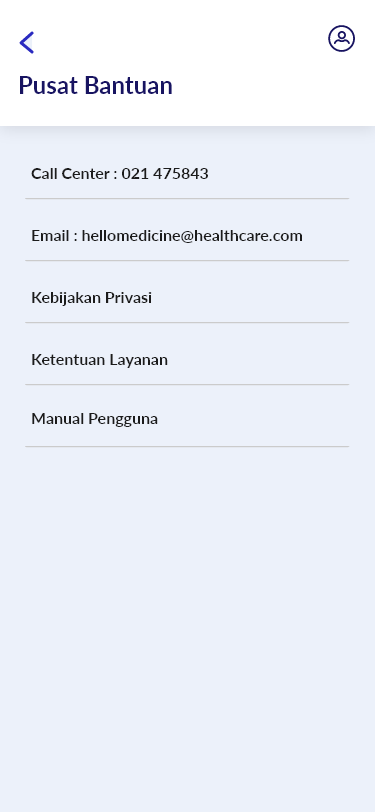 Pusat Bantuan
Call Center : 021 475843
Email : hellomedicine@healthcare.com
Kebijakan Privasi
Ketentuan Layanan
Manual Pengguna